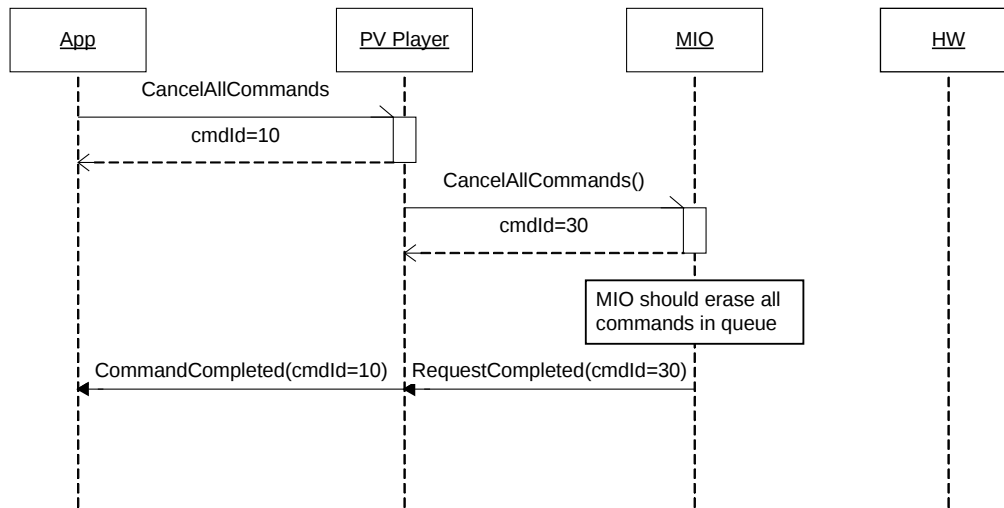 App
PV Player
MIO
HW
CancelAllCommands
cmdId=10
CancelAllCommands()
cmdId=30
MIO should erase all
commands in queue
CommandCompleted(cmdId=10)
RequestCompleted(cmdId=30)